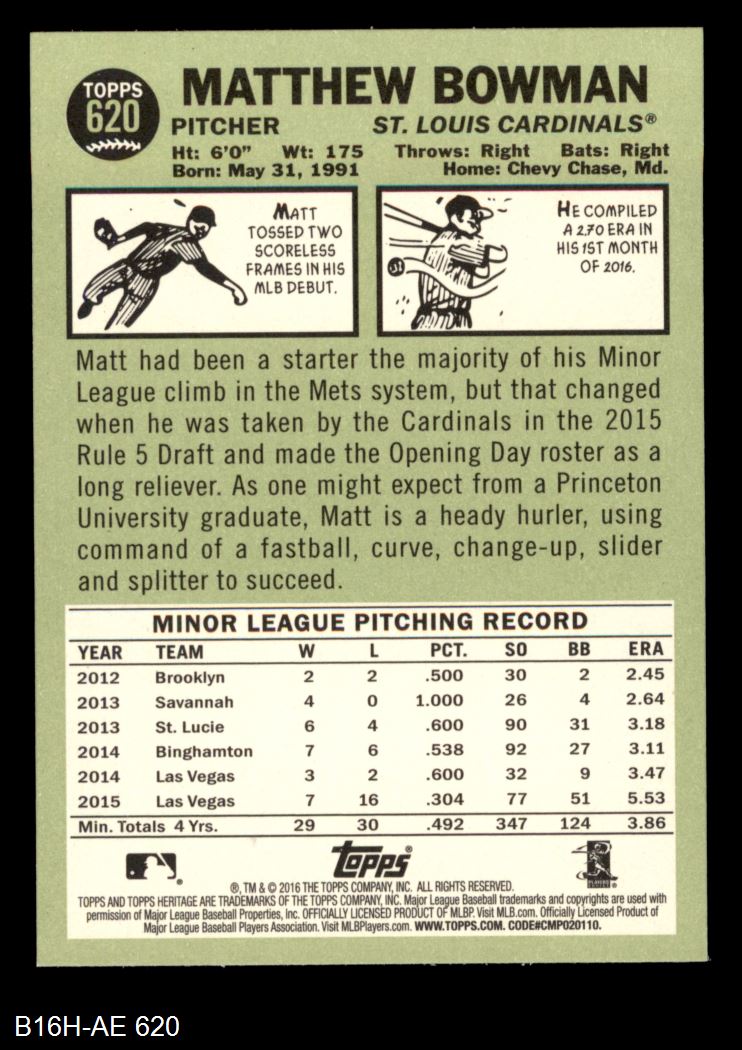 TOPPS
620
MATTHEW BOWMAN
PITCHER ST. LOUIS CARDINALS®
Ht: 6'0" Wt: 175 Throws: Right Bats: Right
Born: May 31, 1991 Home: Chevy Chase, Md.
MATT
TOSSED TWO
SCORELESS
FRAMES IN HIS
MLB DEBUT.
HE COMPILED
A 2.70 ERA IN
HIS 1ST MONTH
OF 2016.
Matt had been a starter the majority of his Minor
League climb in the Mets system, but that changed
when he was taken by the Cardinals in the 2015
Rule 5 Draft and made the Opening Day roster as a
long reliever. As one might expect from a Princeton
University graduate, Matt is a heady hurler, using
command of a fastball, curve, change-up, slider
and splitter to succeed.
MINOR LEAGUE PITCHING RECORD
YEAR TEAM W L PCT. SO BB ERA
2012 Brooklyn 2 2 .500 30 2 2.45
2013 Savannah 4 0 1.000 26 4 2.64
2013 St. Lucie 6 4 .600 90 31 3.18
2014 Binghamton 7 6 .538 92 27 3.11
2014 Las Vegas 3 2 .600 32 9 3.47
2015 Las Vegas 7 16 .304 77 51 5.53
Min. Totals 4 Yrs. 29 30 .492 347 124 3.86
topps®
®, TM & © 2016 THE TOPPS COMPANY, INC. ALL RIGHTS RESERVED.
TOPPS AND TOPPS HERITAGE ARE TRADEMARKS OF THE TOPPS COMPANY, INC. Major League Baseball trademarks and copyrights are used with
permission of Major League Baseball Properties, Inc. OFFICIALLY LICENSED PRODUCT OF MLBP. Visit MLB.com. Officially Licensed Product of
Major League Baseball Players Association. Visit MLBPlayers.com. WWW.TOPPS.COM. CODE#CMP020110.
B16H-AE 620